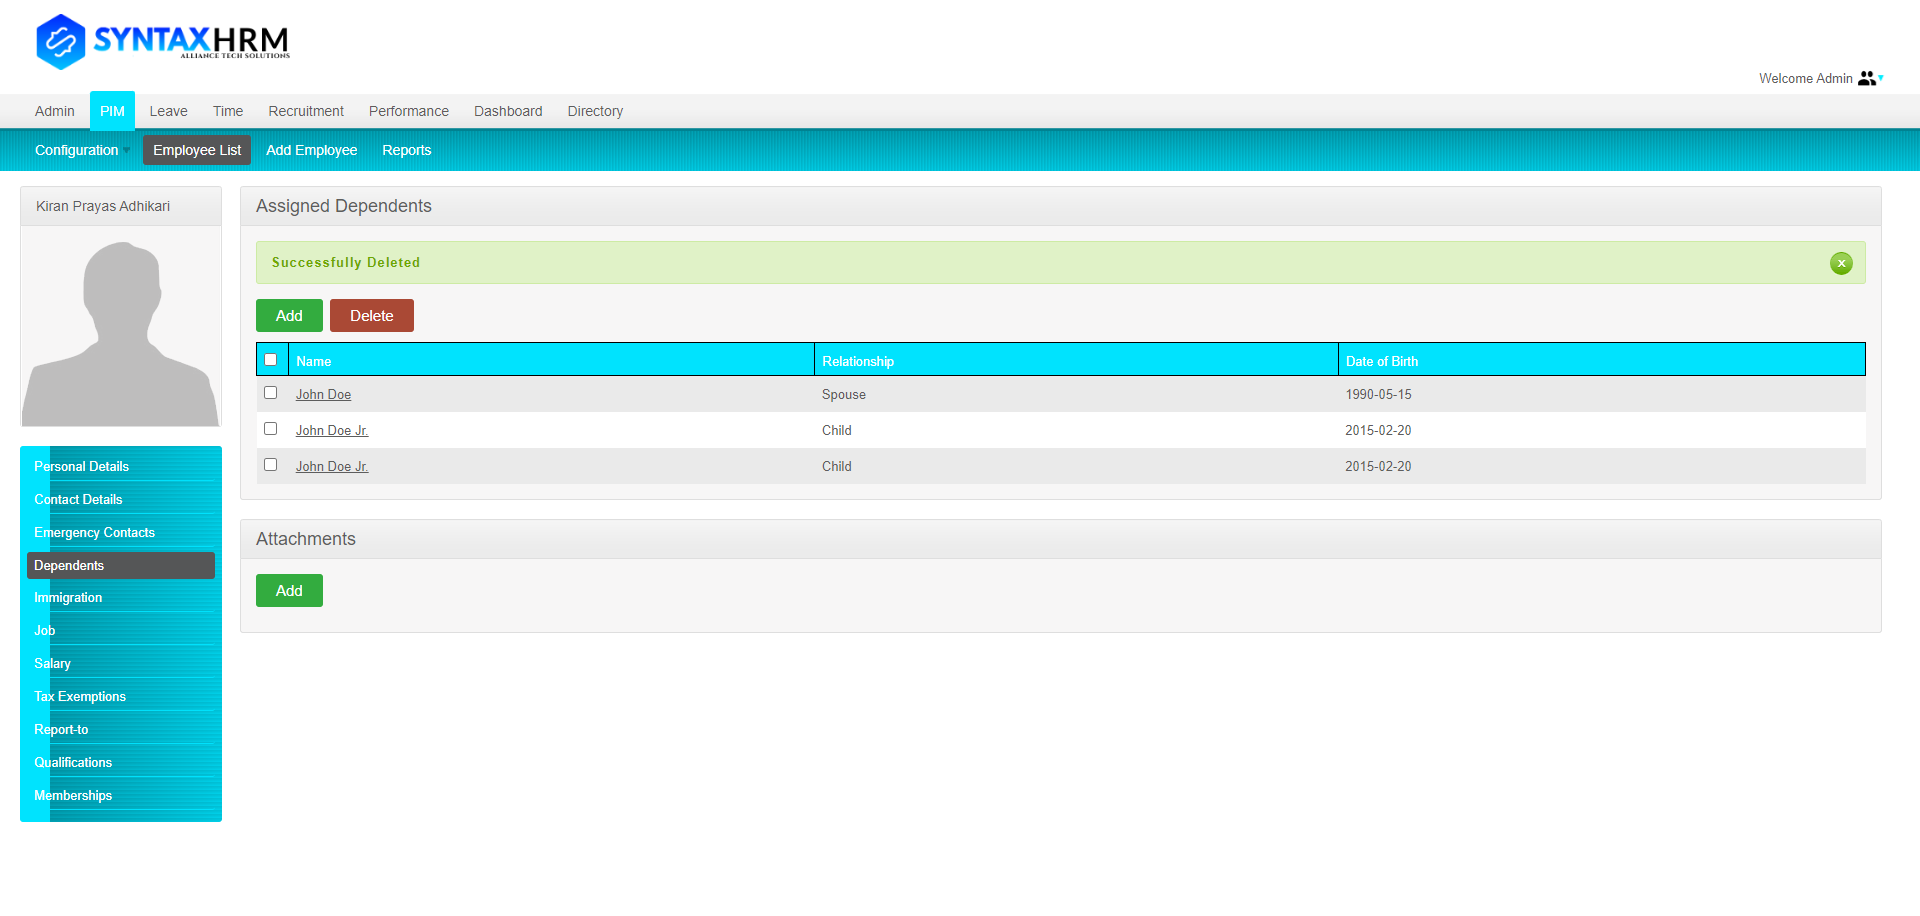 SYNTAXHRM
ALLIANCE TECH SOLUTIONS
Welcome Admin
Admin PIM Leave Time Recruitment Performance Dashboard Directory
Configuration Employee List Add Employee Reports
Kiran Prayas Adhikari
Personal Details
Contact Details
Emergency Contacts
Dependents
Immigration
Job
Salary
Tax Exemptions
Report-to
Qualifications
Memberships
Assigned Dependents
Successfully Deleted x
Add Delete
Name Relationship Date of Birth
John Doe Spouse 1990-05-15
John Doe Jr. Child 2015-02-20
John Doe Jr. Child 2015-02-20
Attachments
Add